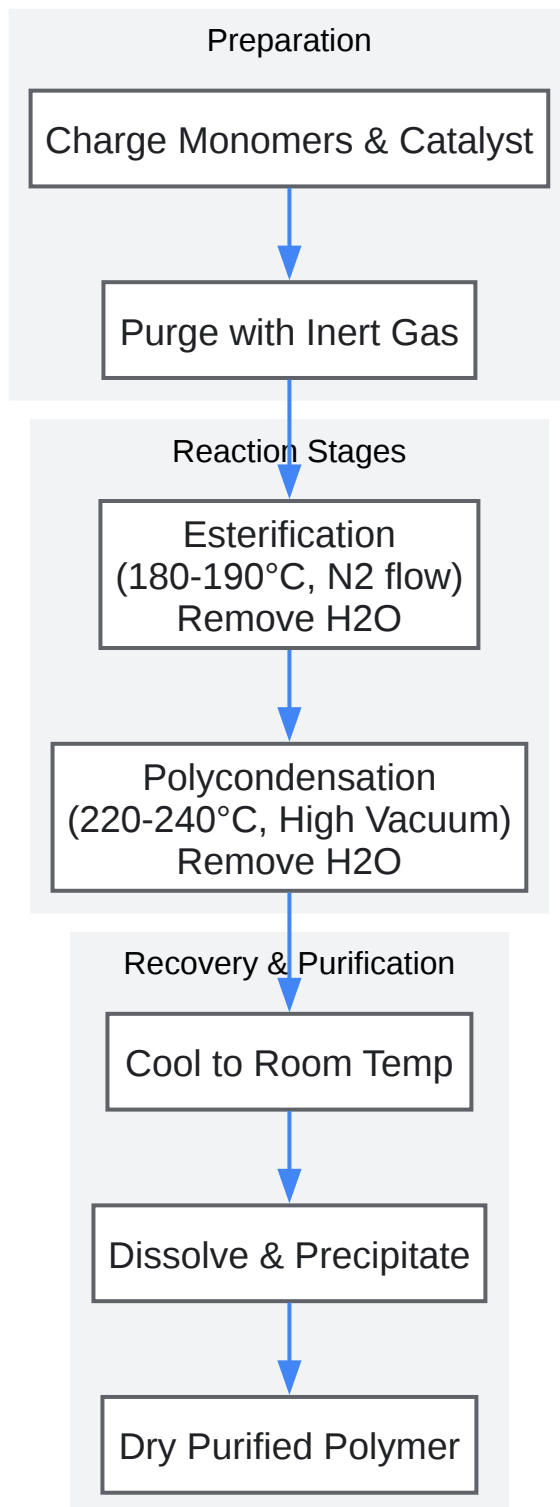 Preparation
Charge Monomers & Catalyst
Purge with Inert Gas
Reaction Stages
Esterification
(180-190°C, N2 flow)
Remove H2O
Polycondensation
(220-240°C, High Vacuum)
Remove H2O
Recovery & Purification
Cool to Room Temp
Dissolve & Precipitate
Dry Purified Polymer